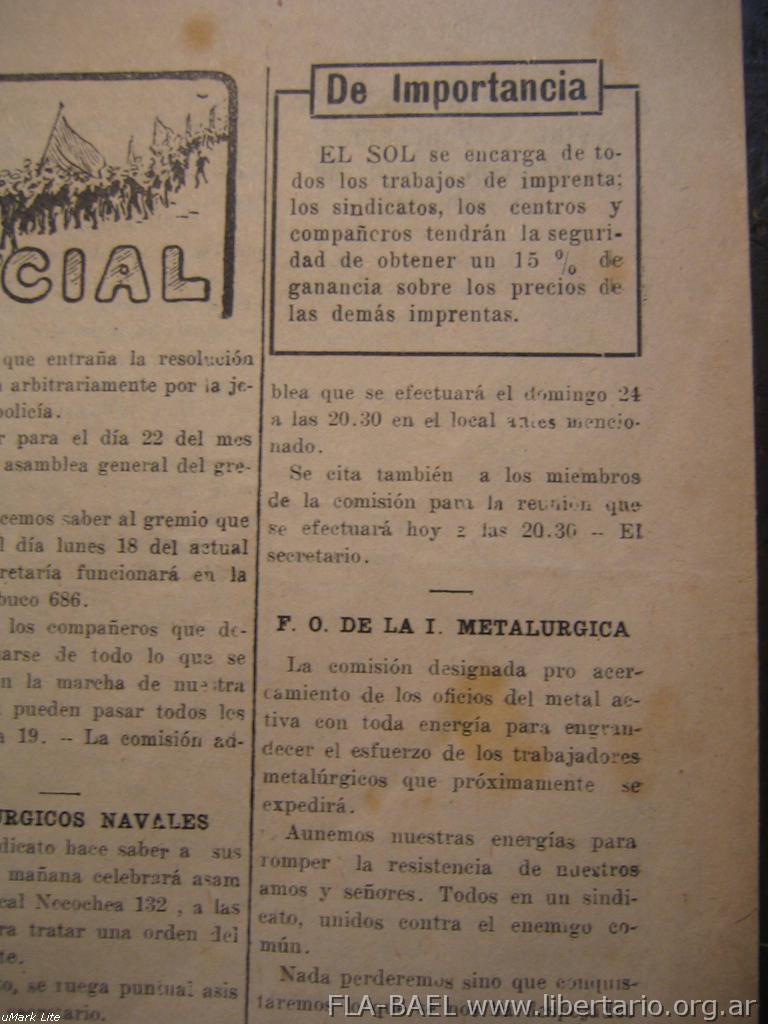 CIAL
que entraña la resolución
arbitrariamente por la je-
policía.
para el día 22 del mes
asamblea general del gre-
cemos saber al gremio que
día lunes 18 del actual
retaría funcionará en la
buco 686.
los compañeros que de-
arse de todo lo que se
n la marcha de nuestra
pueden pasar todos los
19. — La comisión ad-
URGICOS NAVALES
dicato hace saber a sus
mañana celebrará asam
cal Necochea 132 , a las
ra tratar una orden del
te.
o, se ruega puntual asis
etario.
De Importancia
EL SOL se encarga de to-
dos los trabajos de imprenta;
los sindicatos, los centros y
compañeros tendrán la seguri-
dad de obtener un 15 % de
ganancia sobre los precios de
las demás imprentas.
blea que se efectuará el domingo 24
a las 20.30 en el local antes mencio-
nado.
Se cita también a los miembros
de la comisión para la reunión que
se efectuará hoy a las 20.30 — El
secretario.
F. O. DE LA I. METALURGICA
La comisión designada pro acer-
camiento de los oficios del metal ac-
tiva con toda energía para engran-
decer el esfuerzo de los trabajadores
metalúrgicos que próximamente se
expedirá.
Aunemos nuestras energías para
romper la resistencia de nuestros
amos y señores. Todos en un sindi-
cato, unidos contra el enemigo co-
mún.
Nada perderemos sino que conquis-
taremos
FLA-BAEL www.libertario.org.ar
uMark Lite